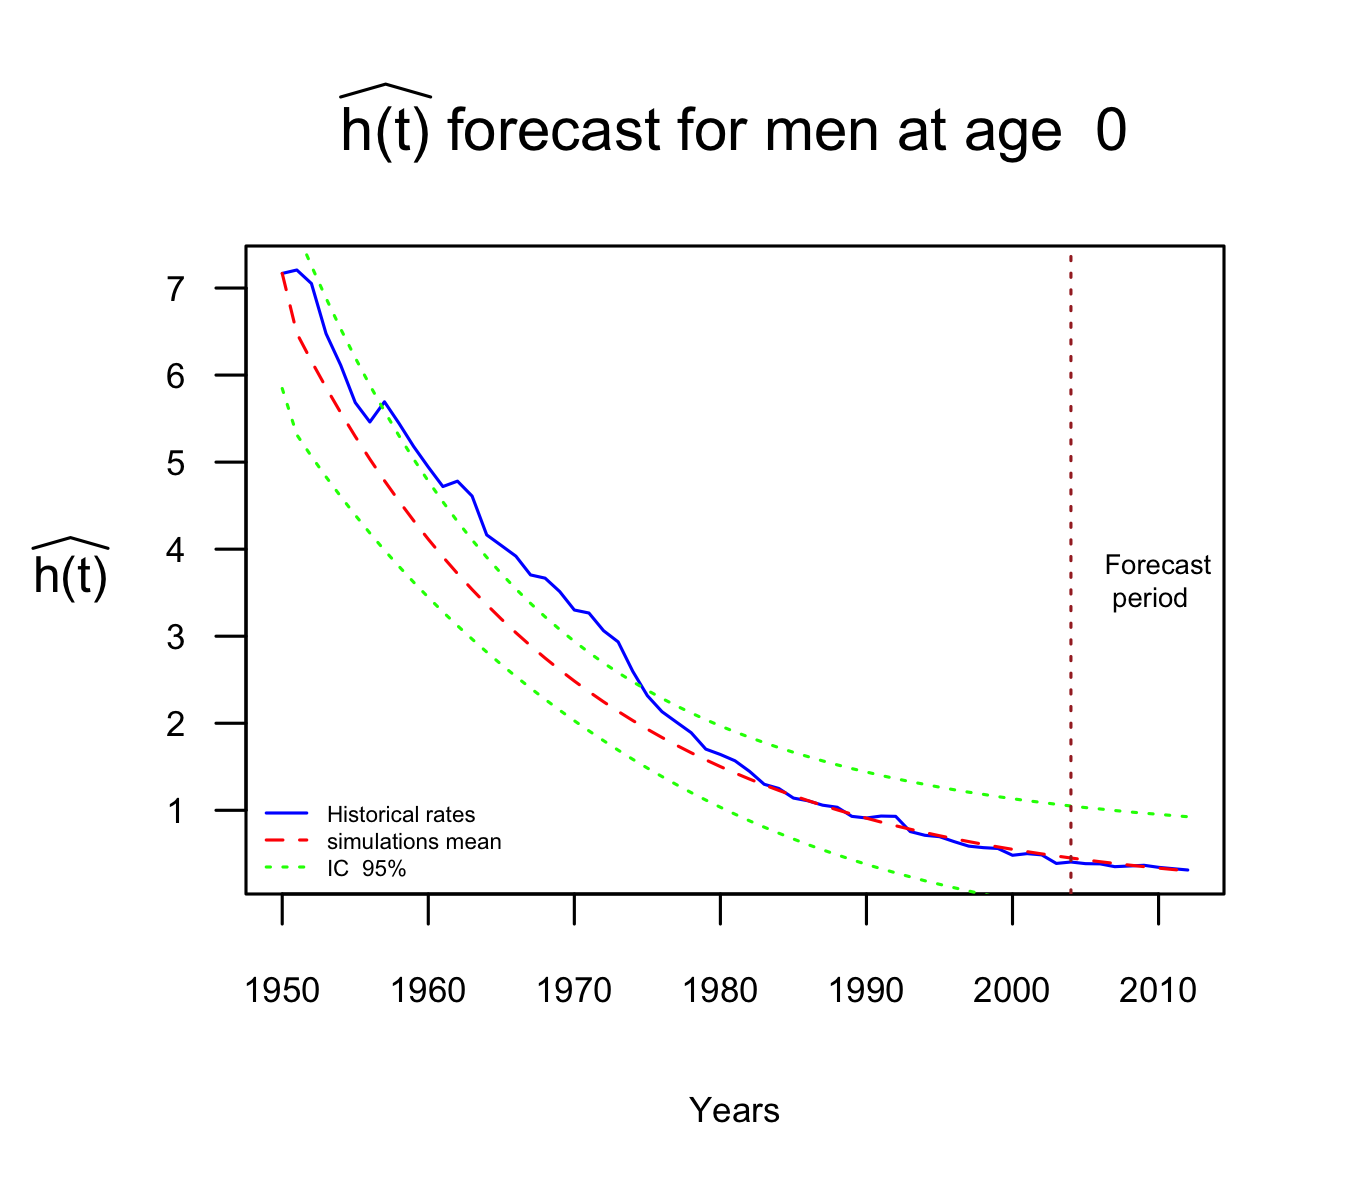 h(t) forecast for men at age 0
h(t)
7
6
5
4
3
2
1
Forecast
period
Historical rates
simulations mean
IC 95%
1950 1960 1970 1980 1990 2000 2010
Years